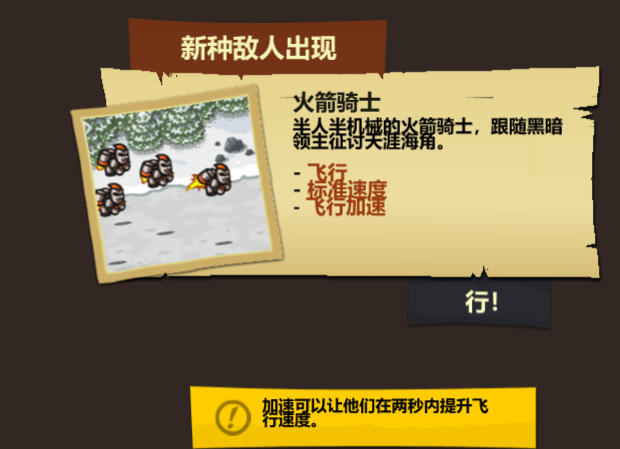 新种敌人出现
火箭骑士
半人半机械的火箭骑士，跟随黑暗
领主征讨天涯海角。
- 飞行
- 标准速度
- 飞行加速
行!
加速可以让他们在两秒内提升飞
行速度。